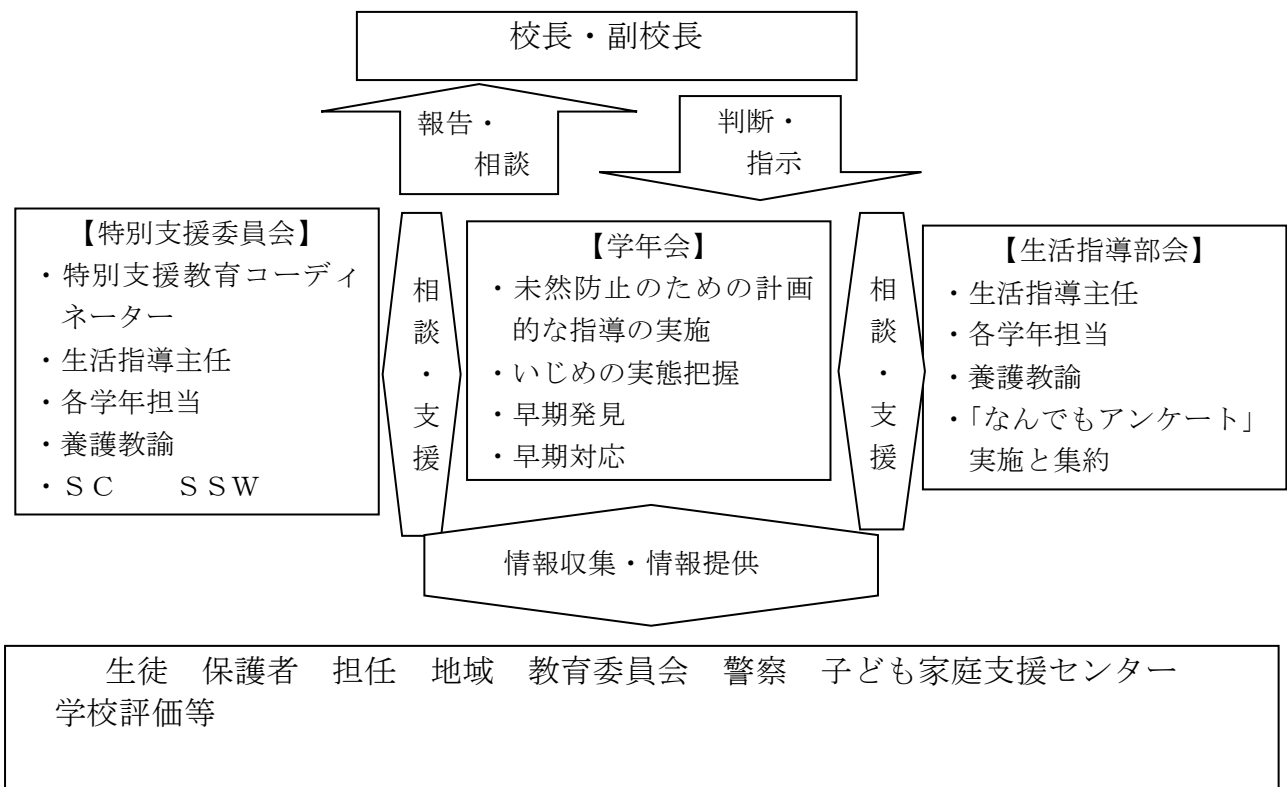 校長・副校長
報告・
相談
判断・
指示
【特別支援委員会】
・特別支援教育コーディ
ネーター
・生活指導主任
・各学年担当
・養護教諭
・ＳＣ　　ＳＳＷ
相談・支援
【学年会】
・未然防止のための計画
的な指導の実施
・いじめの実態把握
・早期発見
・早期対応
相談・支援
【生活指導部会】
・生活指導主任
・各学年担当
・養護教諭
・「なんでもアンケート」
実施と集約
情報収集・情報提供
生徒　保護者　担任　地域　教育委員会　警察　子ども家庭支援センター
学校評価等